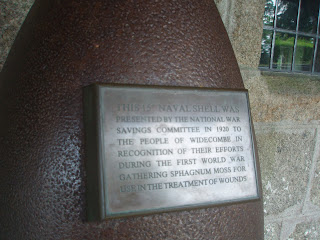 THIS 15" NAVAL SHELL WAS
PRESENTED BY THE NATIONAL WAR
SAVINGS COMMITTEE IN 1920 TO
THE PEOPLE OF WIDECOMBE IN
RECOGNITION OF THEIR EFFORTS
DURING THE FIRST WORLD WAR
GATHERING SPHAGNUM MOSS FOR
USE IN THE TREATMENT OF WOUNDS